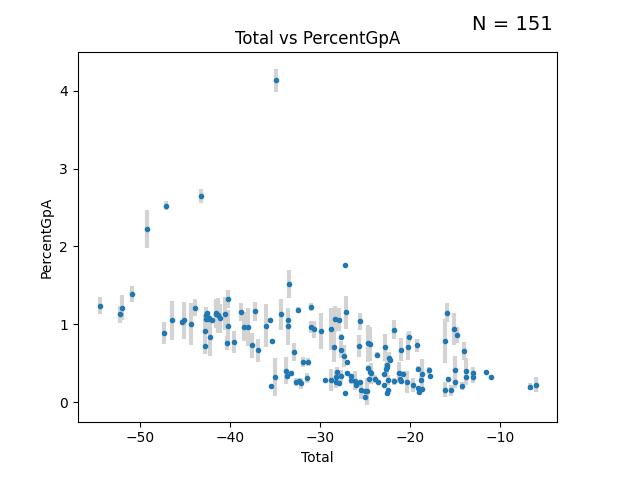 N = 151
Total vs PercentGpA
PercentGpA
4
3
2
1
0
−50 −40 −30 −20 −10
Total